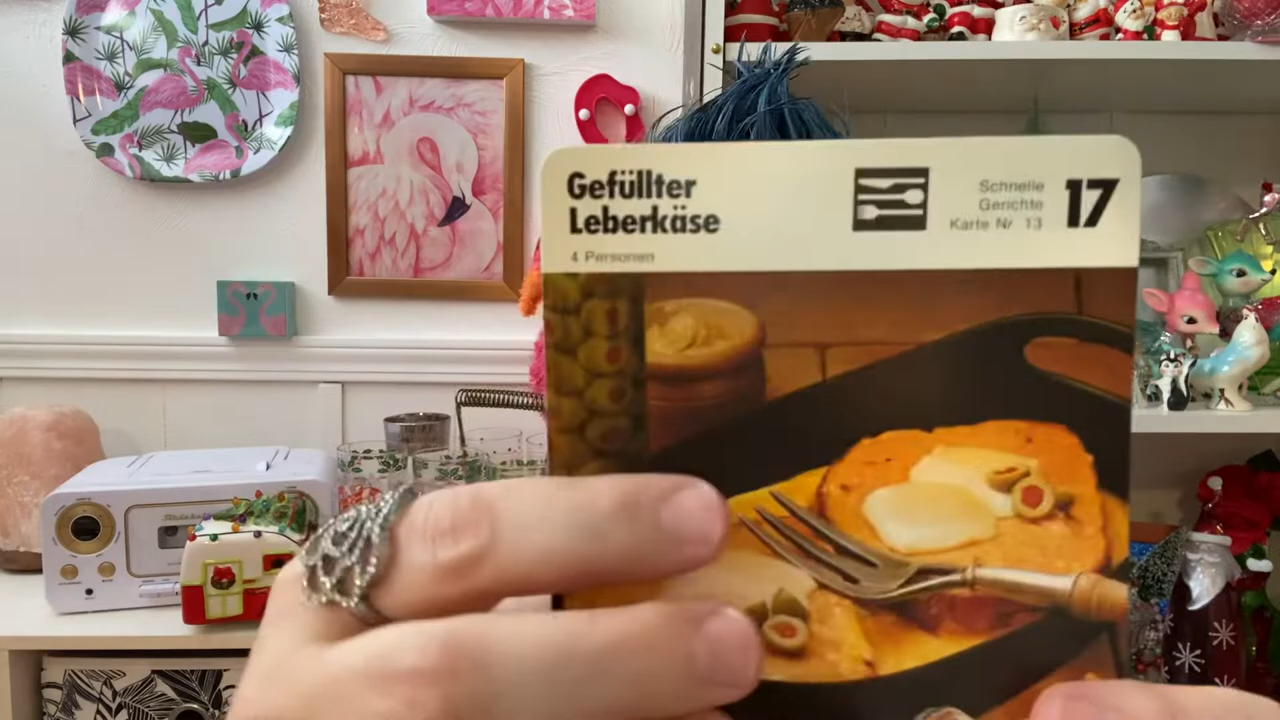 Gefüllter
Leberkäse
4 Personen
Schnelle
Gerichte
Karte Nr. 13
17